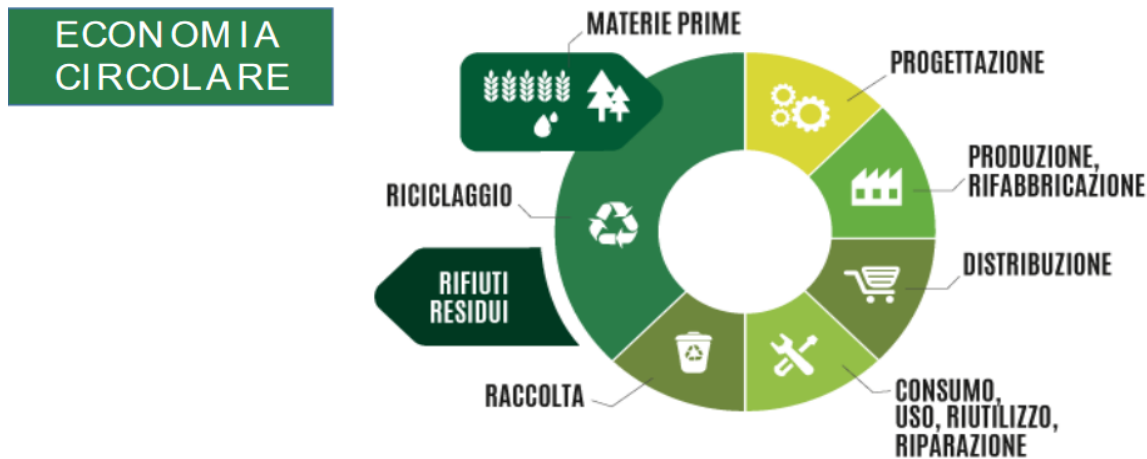 ECONOMIA
CIRCOLARE
MATERIE PRIME
PROGETTAZIONE
PRODUZIONE,
RIFABBRICAZIONE
RICICLAGGIO
DISTRIBUZIONE
RIFIUTI
RESIDUI
RACCOLTA
CONSUMO,
USO, RIUTILIZZO,
RIPARAZIONE